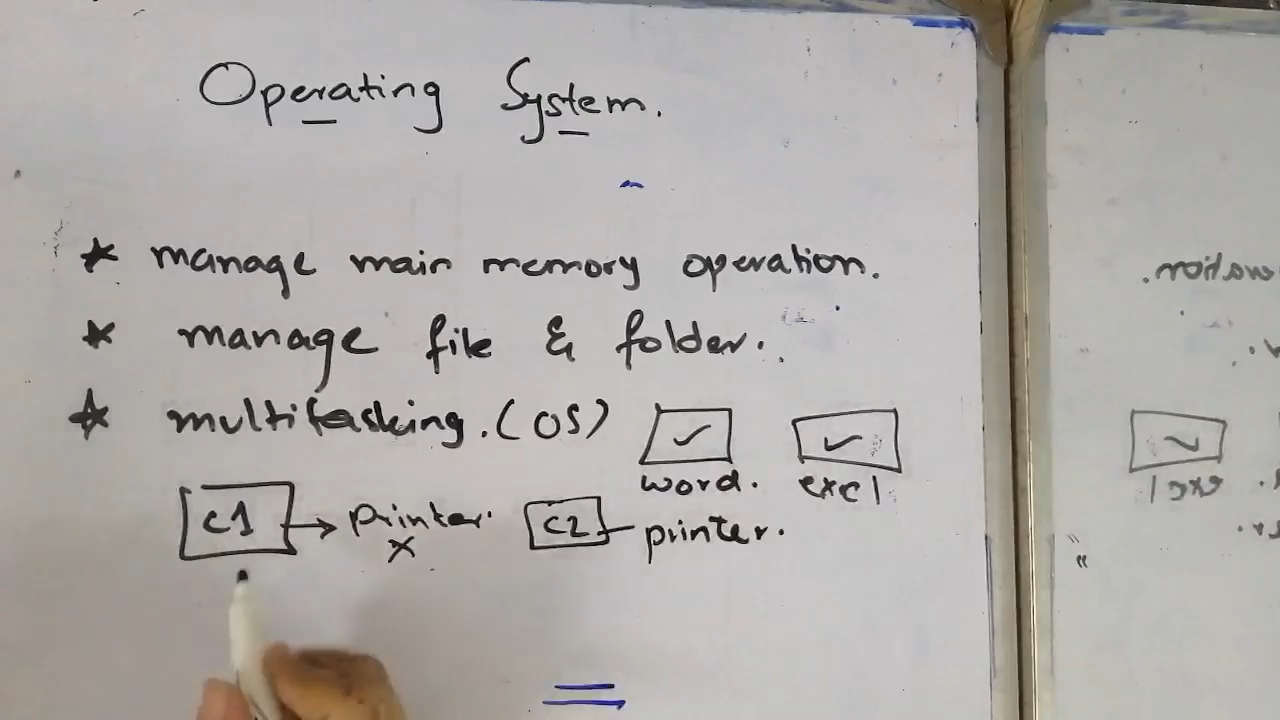 Operating System.
* manage main memory operation.
* manage file & folder.
* multitasking. (OS)
word. excl
c1 → printer. c2 printer.
x